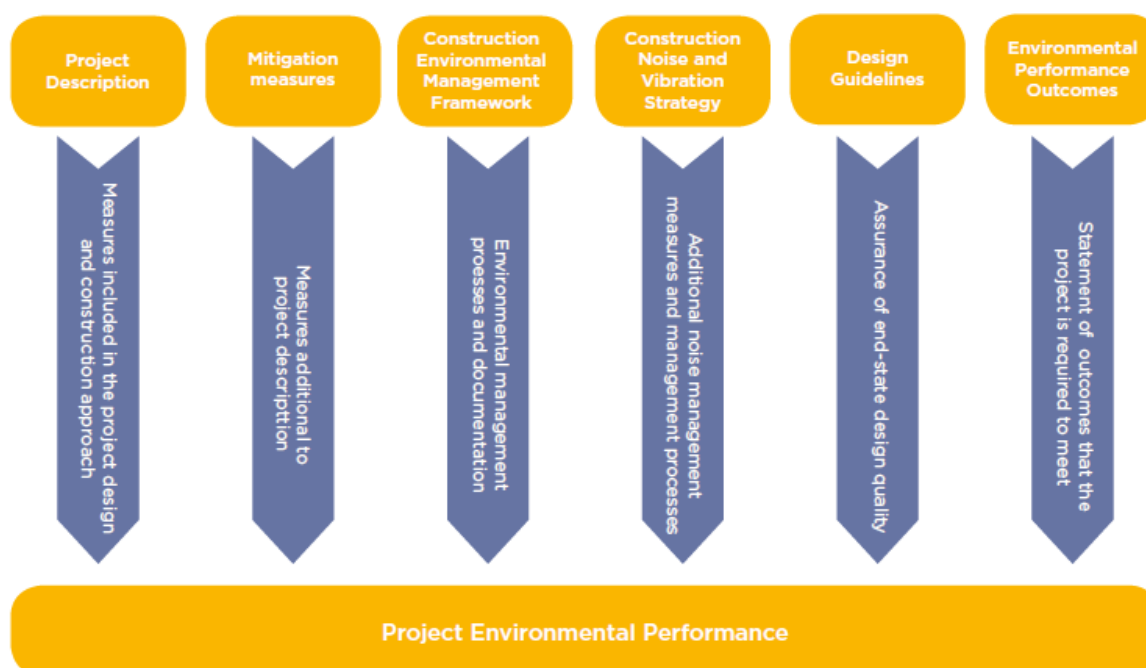 Project
Description
Mitigation
measures
Construction
Environmental
Management
Framework
Construction
Noise and
Vibration
Strategy
Design
Guidelines
Environmental
Performance
Outcomes
Measures included in the project design
and construction approach
Measures additional to
project descripttion
Environmental management
proesses and documentation
Additional noise management
measures and management processes
Assurance of end-state design quality
Statement of outcomes that the
project is required to meet
Project Environmental Performance